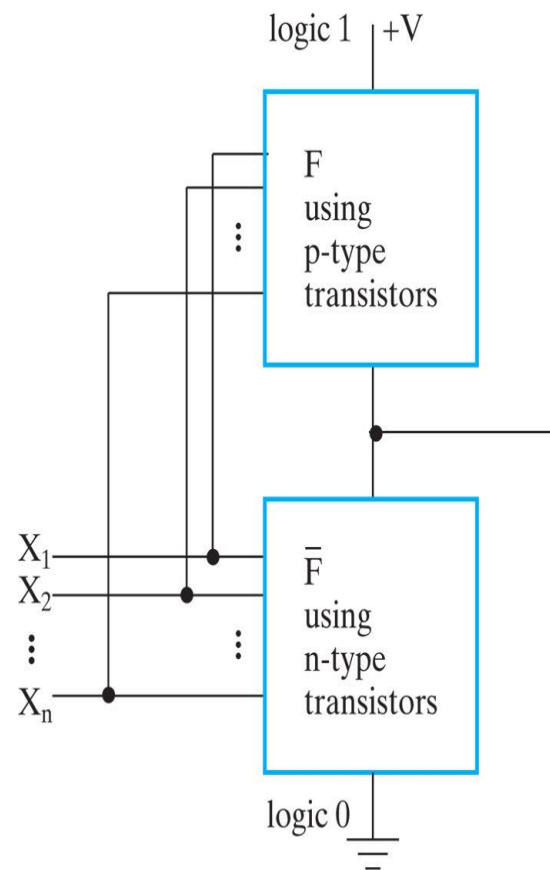 logic 1 +V
F
using
p-type
transistors
⋮
X₁
X₂
⋮
Xₙ
F̅
using
n-type
transistors
⋮
logic 0